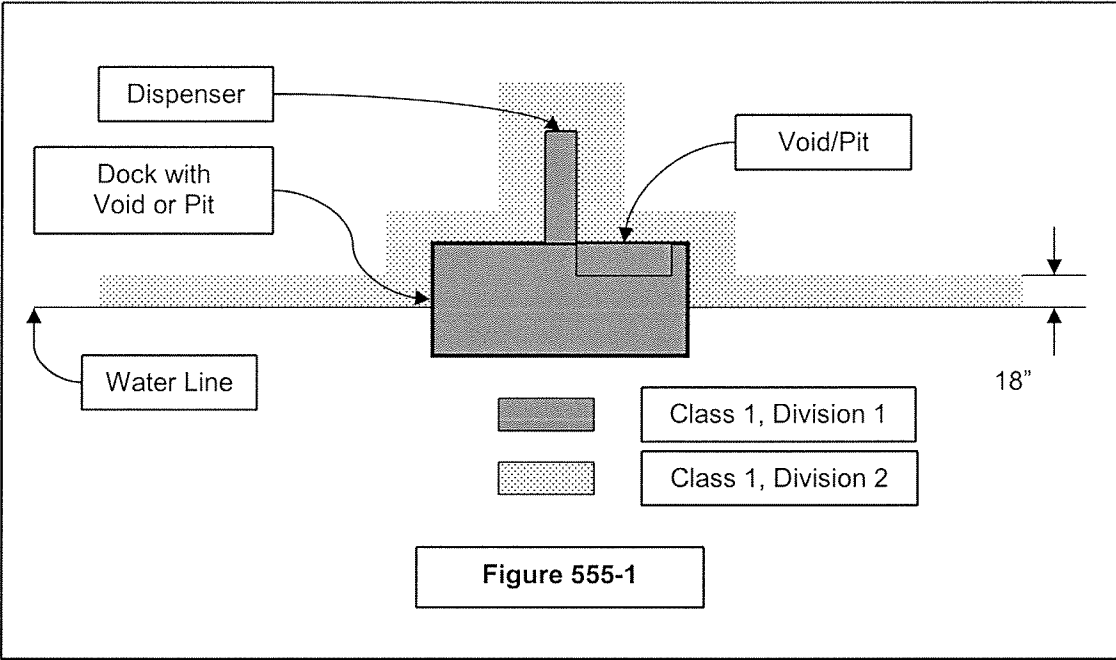 Dispenser
Void/Pit
Dock with
Void or Pit
Water Line
18”
Class 1, Division 1
Class 1, Division 2
Figure 555-1